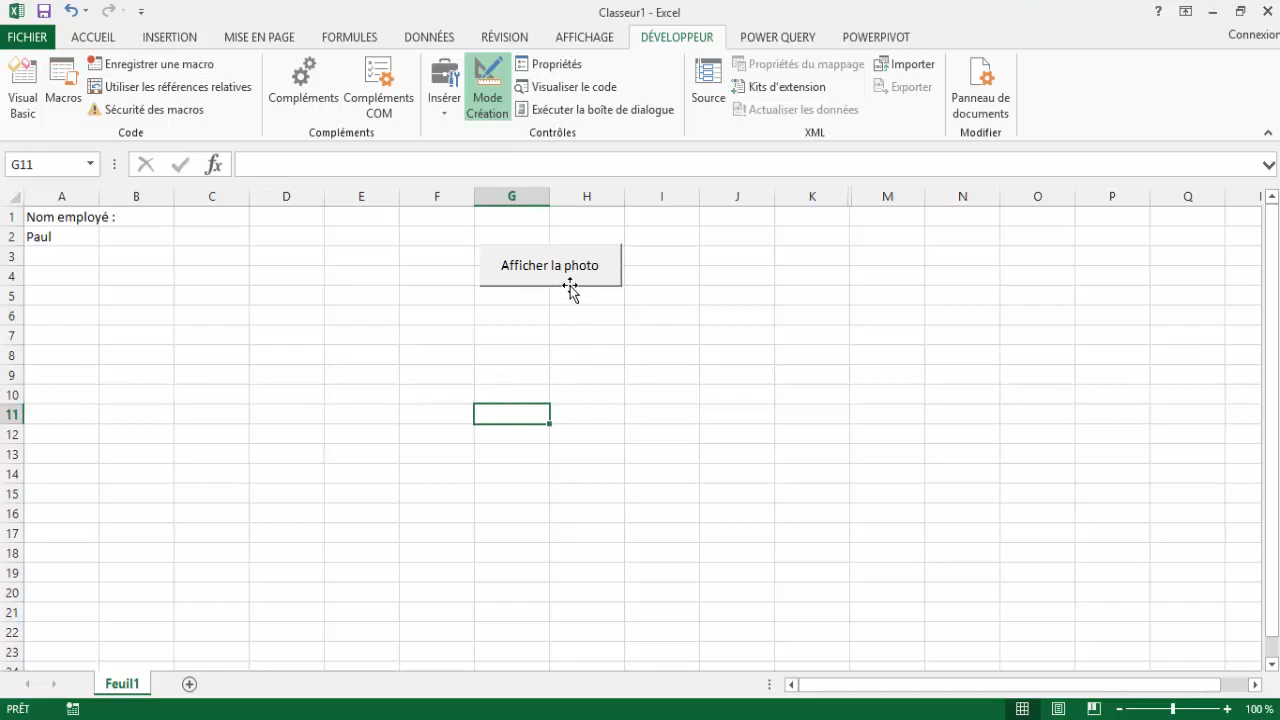 Classeur1 - Excel
?
FICHIER ACCUEIL INSERTION MISE EN PAGE FORMULES DONNÉES RÉVISION AFFICHAGE DÉVELOPPEUR POWER QUERY POWERPIVOT Connexior
Visual Basic
Macros
Enregistrer une macro
Utiliser les références relatives
Sécurité des macros
Code
Compléments
Compléments COM
Compléments
Insérer
Mode Création
Propriétés
Visualiser le code
Exécuter la boîte de dialogue
Contrôles
Source
Propriétés du mappage
Kits d'extension
Actualiser les données
Importer
Exporter
XML
Panneau de documents
Modifier
G11 fx
A B C D E F G H I J K M N O P Q
1 Nom employé :
2 Paul
3
Afficher la photo
4
5
6
7
8
9
10
11
12
13
14
15
16
17
18
19
20
21
22
23
Feuil1
PRÊT 100 %